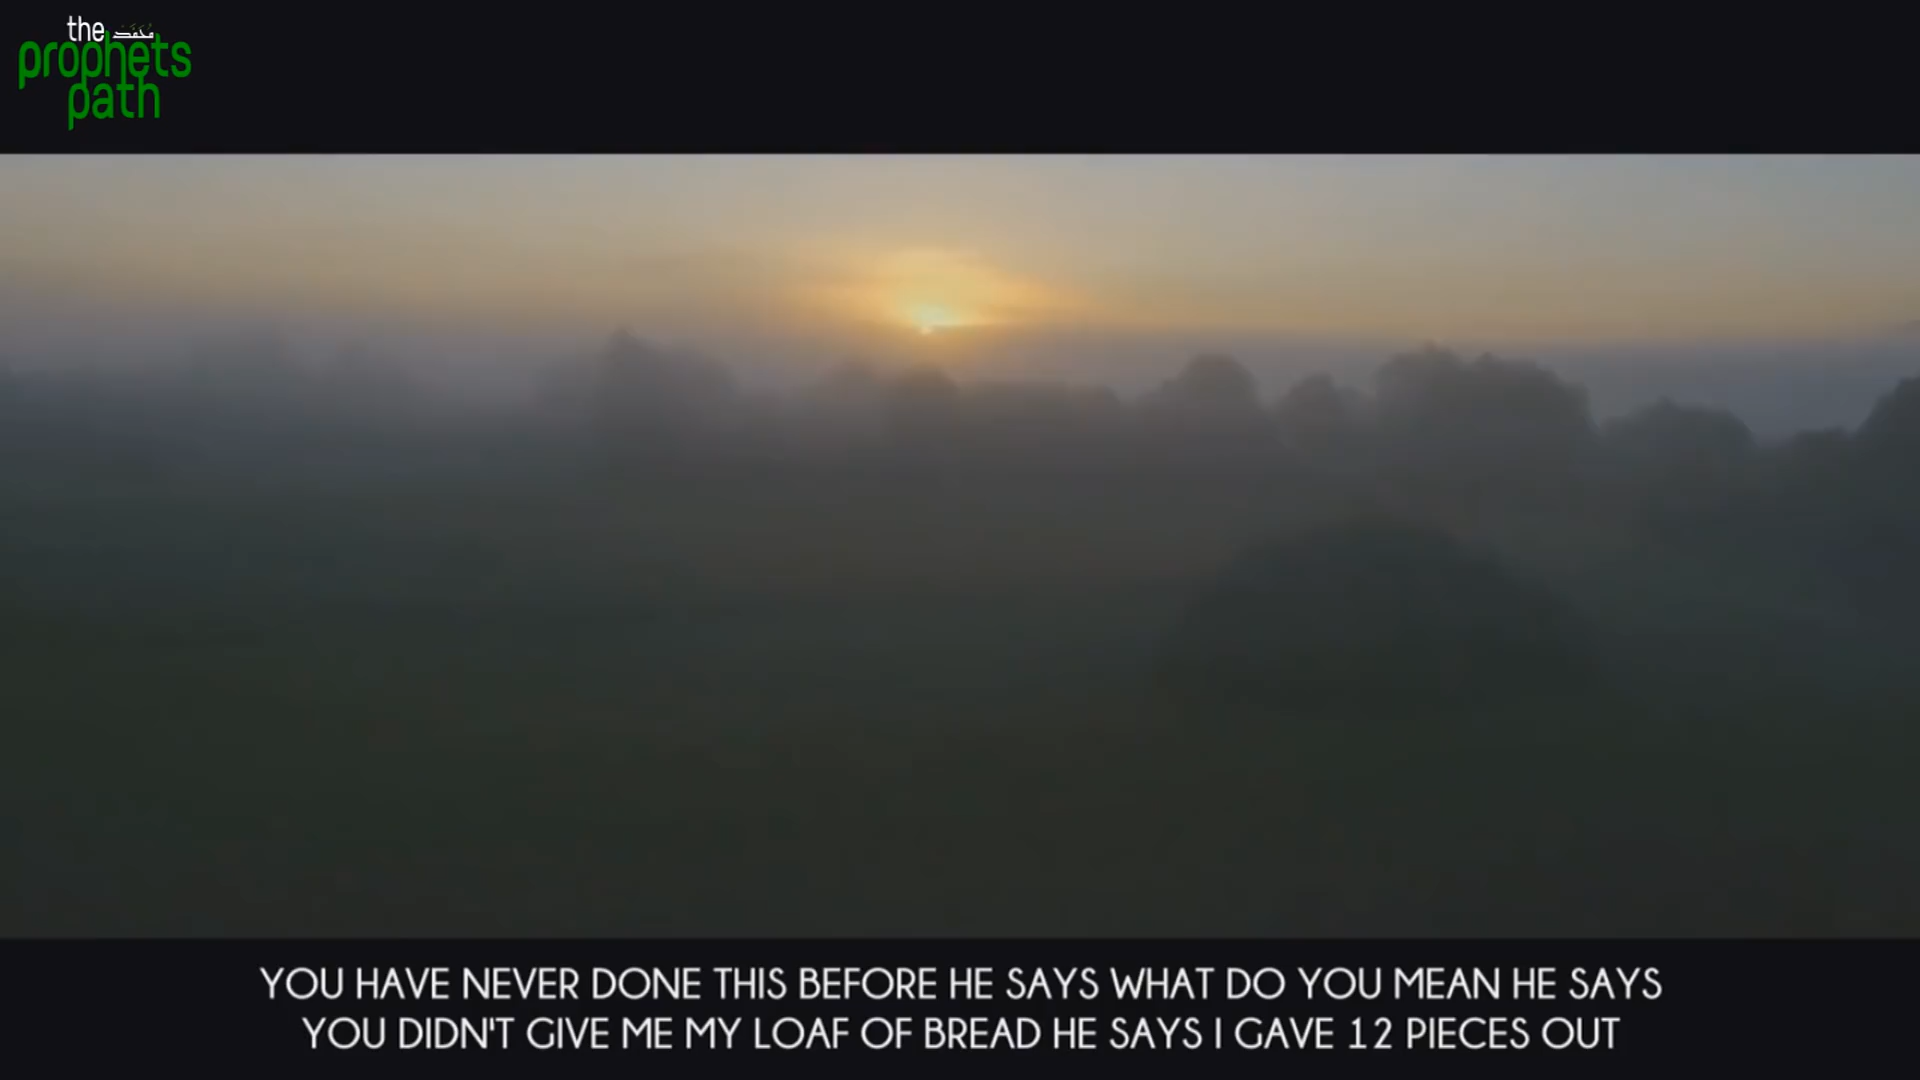 the مُحَمَّد
prophets
path
YOU HAVE NEVER DONE THIS BEFORE HE SAYS WHAT DO YOU MEAN HE SAYS
YOU DIDN'T GIVE ME MY LOAF OF BREAD HE SAYS I GAVE 12 PIECES OUT